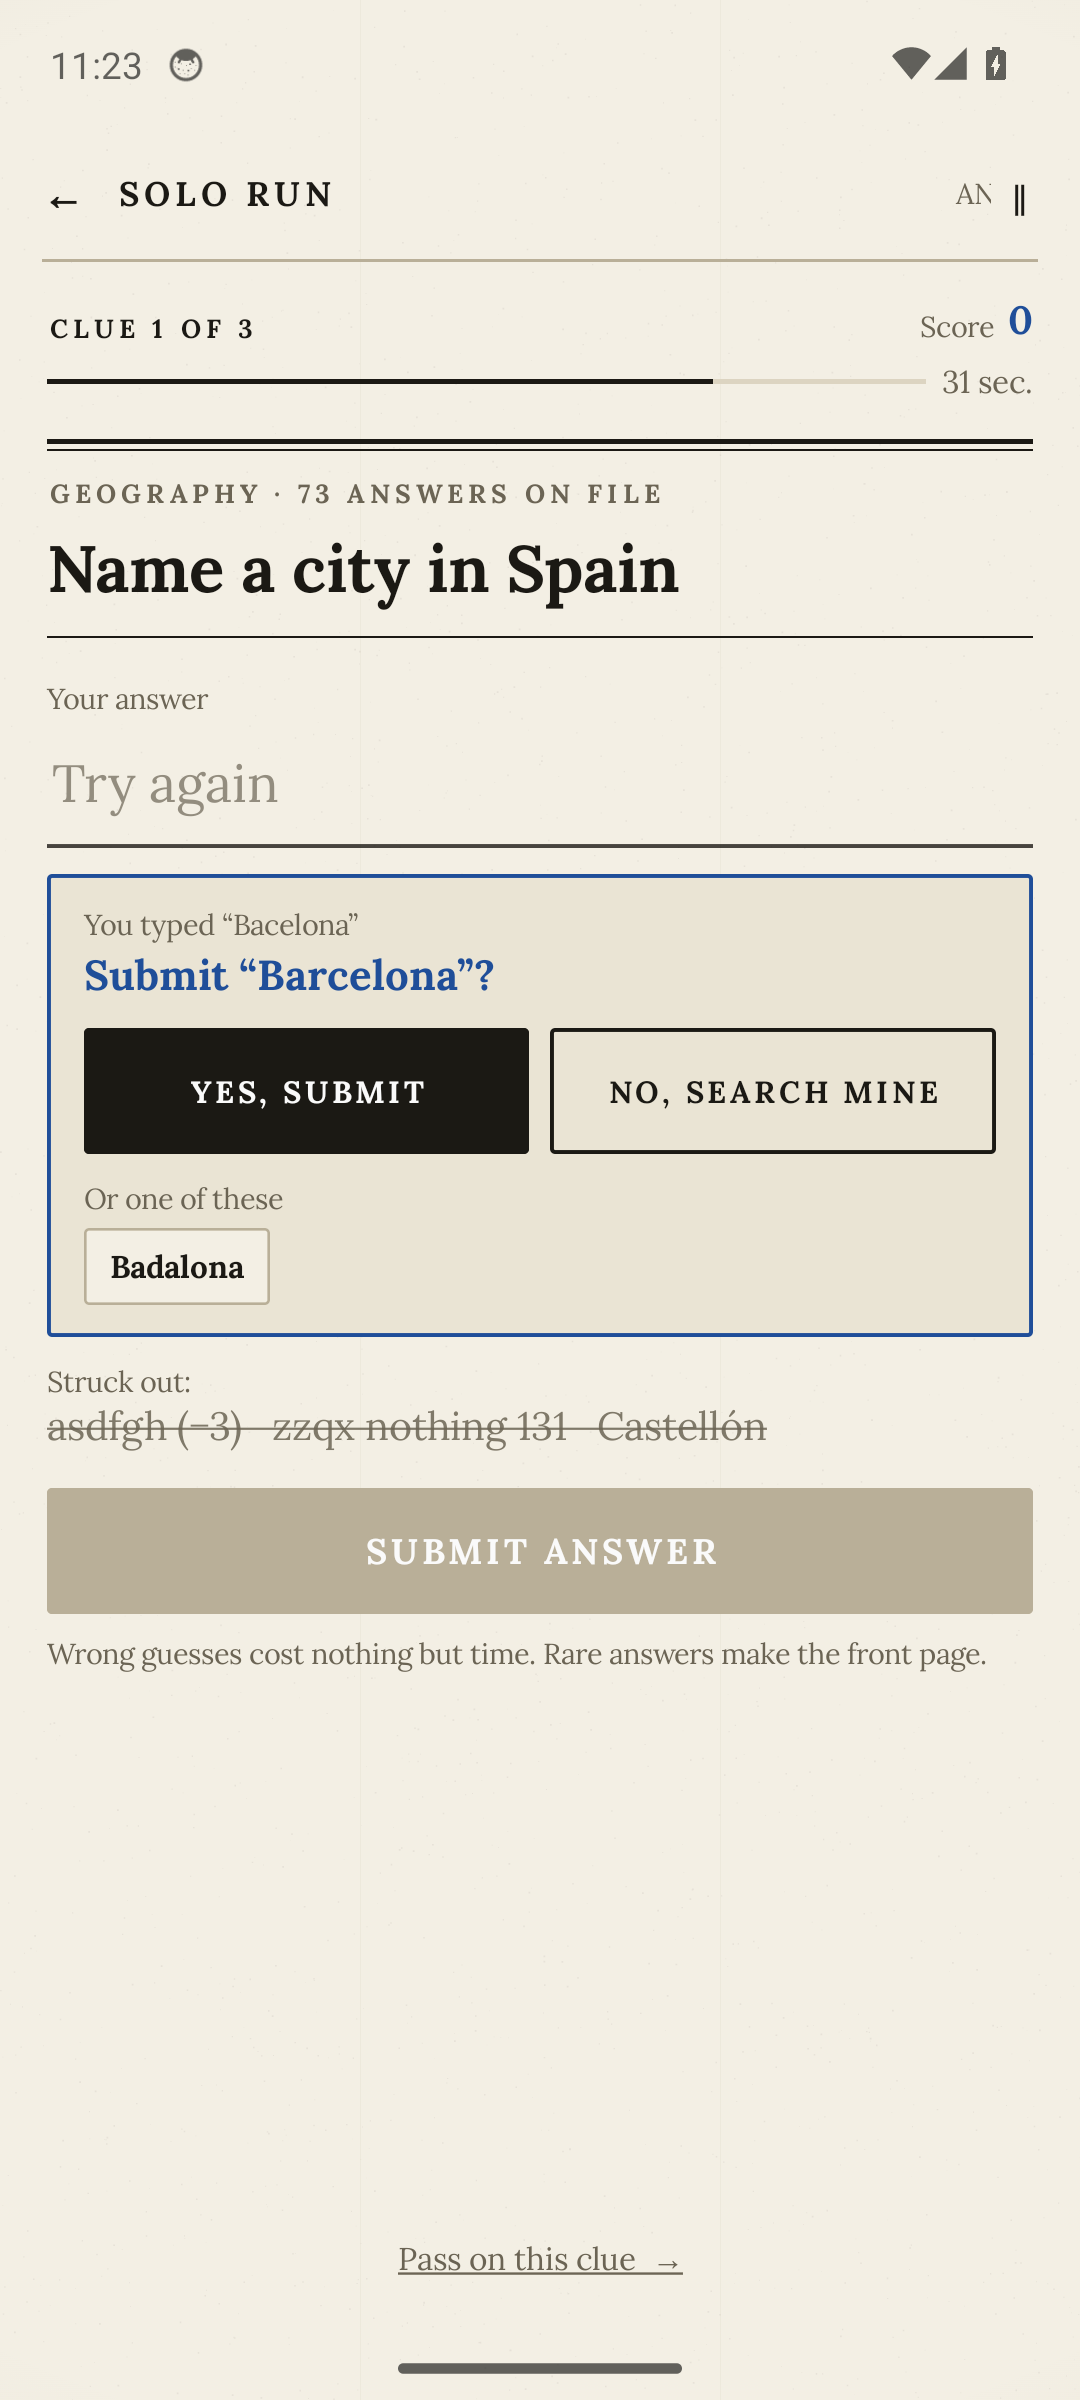 11:23
← SOLO RUN AN ||
CLUE 1 OF 3 Score 0
31 sec.
GEOGRAPHY · 73 ANSWERS ON FILE
Name a city in Spain
Your answer
Try again
You typed “Bacelona”
Submit “Barcelona”?
YES, SUBMIT NO, SEARCH MINE
Or one of these
Badalona
Struck out:
asdfgh (−3) zzqx nothing 131 Castellón
SUBMIT ANSWER
Wrong guesses cost nothing but time. Rare answers make the front page.
Pass on this clue →